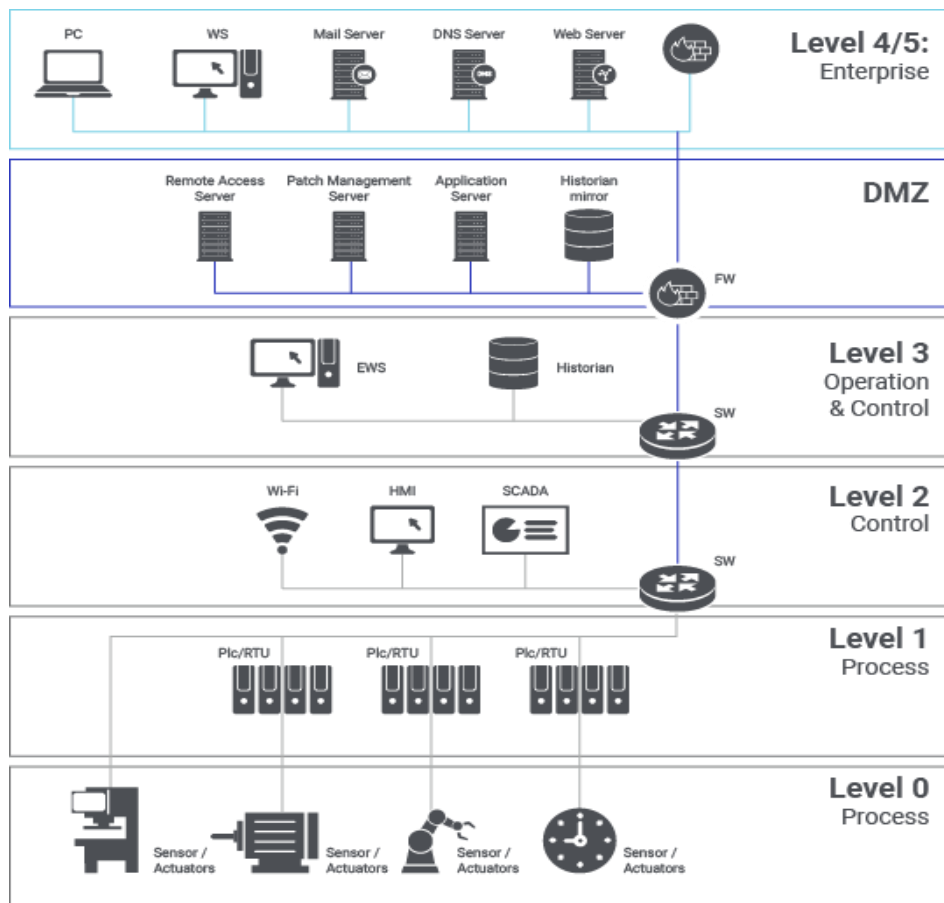 PC
WS
Mail Server
DNS Server
Web Server
Level 4/5:
Enterprise
Remote Access
Server
Patch Management
Server
Application
Server
Historian
mirror
DMZ
FW
EWS
Historian
Level 3
Operation
& Control
SW
Wi-Fi
HMI
SCADA
Level 2
Control
SW
Plc/RTU
Plc/RTU
Plc/RTU
Level 1
Process
Level 0
Process
Sensor /
Actuators
Sensor /
Actuators
Sensor /
Actuators
Sensor /
Actuators